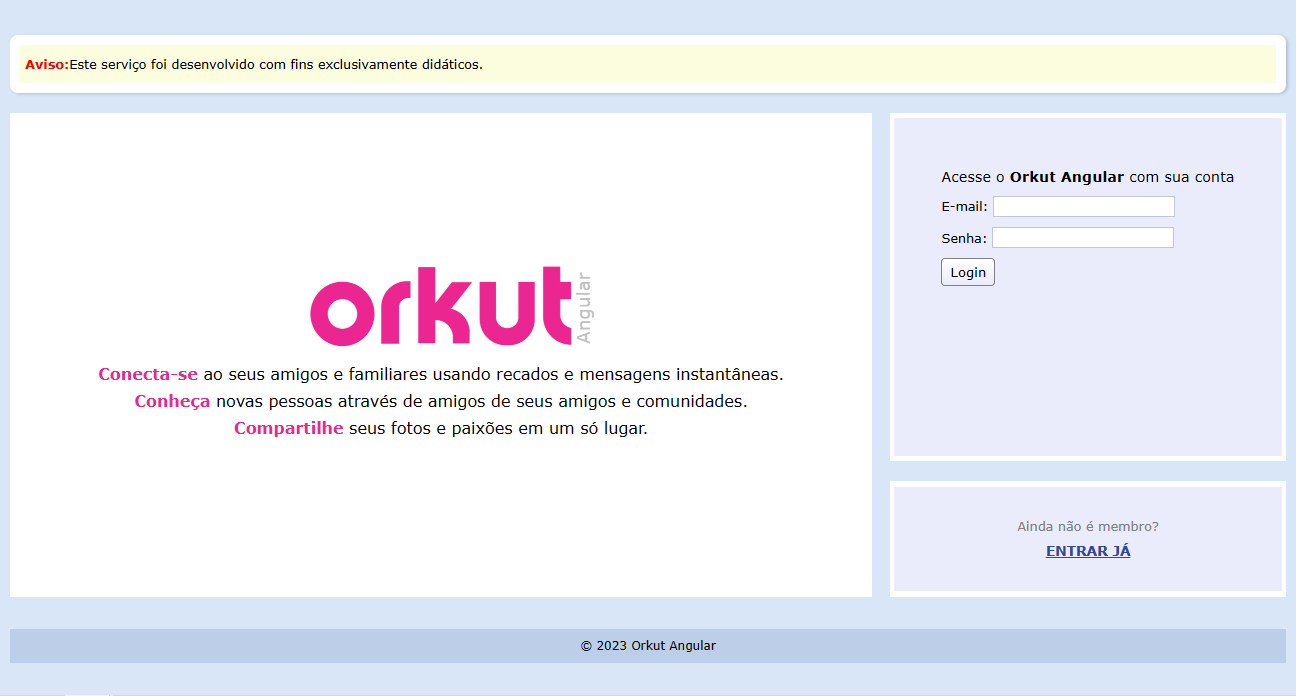 Aviso:Este serviço foi desenvolvido com fins exclusivamente didáticos.
orkut Angular
Conecta-se ao seus amigos e familiares usando recados e mensagens instantâneas.
Conheça novas pessoas através de amigos de seus amigos e comunidades.
Compartilhe seus fotos e paixões em um só lugar.
Acesse o Orkut Angular com sua conta
E-mail:
Senha:
Login
Ainda não é membro?
ENTRAR JÁ
© 2023 Orkut Angular